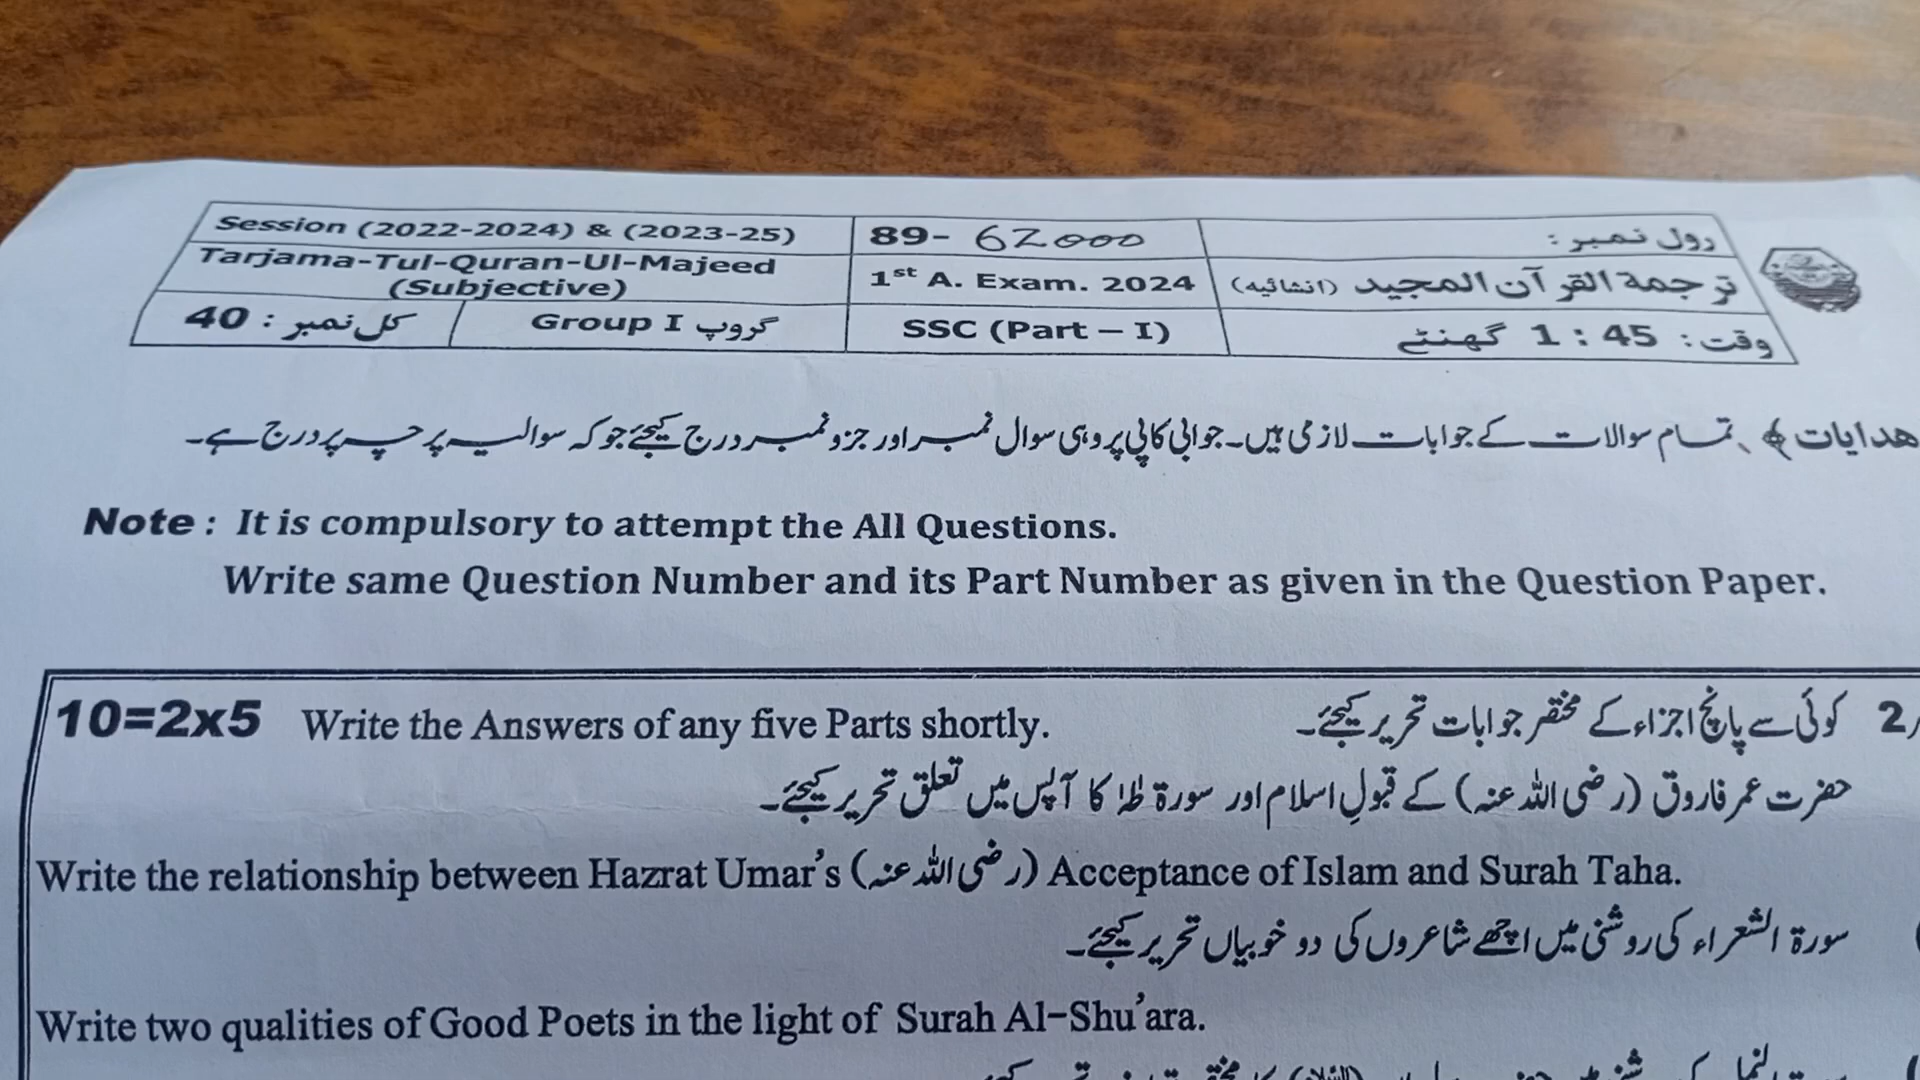 Session (2022-2024) & (2023-25) 89- 62000 رول نمبر:
Tarjama-Tul-Quran-Ul-Majeed (Subjective) 1st A. Exam. 2024 ترجمۃ القرآن المجید (انشائیہ)
کل نمبر : 40 Group I گروپ SSC (Part – I) وقت: 1 : 45 گھنٹے
ھدایات ﴾ تمام سوالات کے جوابات لازمی ہیں۔ جوابی کاپی پر وہی سوال نمبر اور جزو نمبر درج کیجئے جو کہ سوالیہ پرچہ پر درج ہے۔
Note : It is compulsory to attempt the All Questions.
Write same Question Number and its Part Number as given in the Question Paper.
10=2x5 Write the Answers of any five Parts shortly. کوئی سے پانچ اجزاء کے مختصر جوابات تحریر کیجئے۔ 2
حضرت عمر فاروق (رضی اللہ عنہ) کے قبولِ اسلام اور سورۃ طٰہٰ کا آپس میں تعلق تحریر کیجئے۔
Write the relationship between Hazrat Umar's (رضی اللہ عنہ) Acceptance of Islam and Surah Taha.
سورۃ الشعراء کی روشنی میں اچھے شاعروں کی دو خوبیاں تحریر کیجئے۔
Write two qualities of Good Poets in the light of Surah Al-Shu'ara.